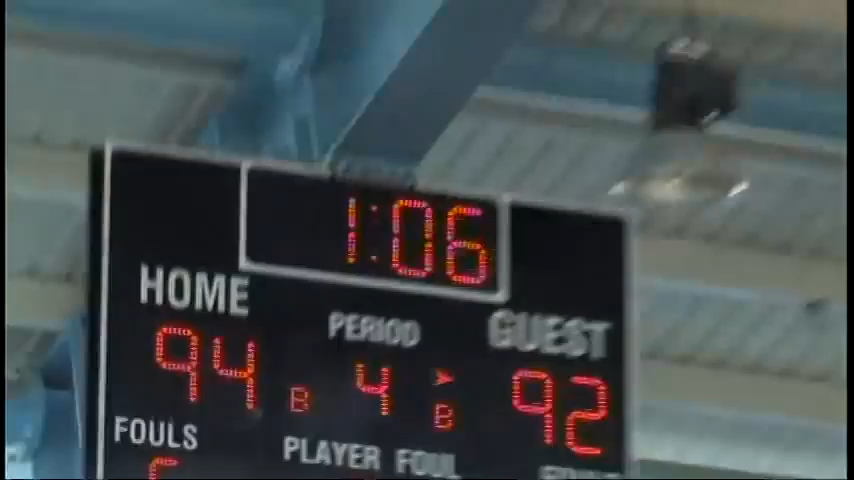 1:06
HOME PERIOD GUEST
94 B 4 B 92
FOULS PLAYER FOUL